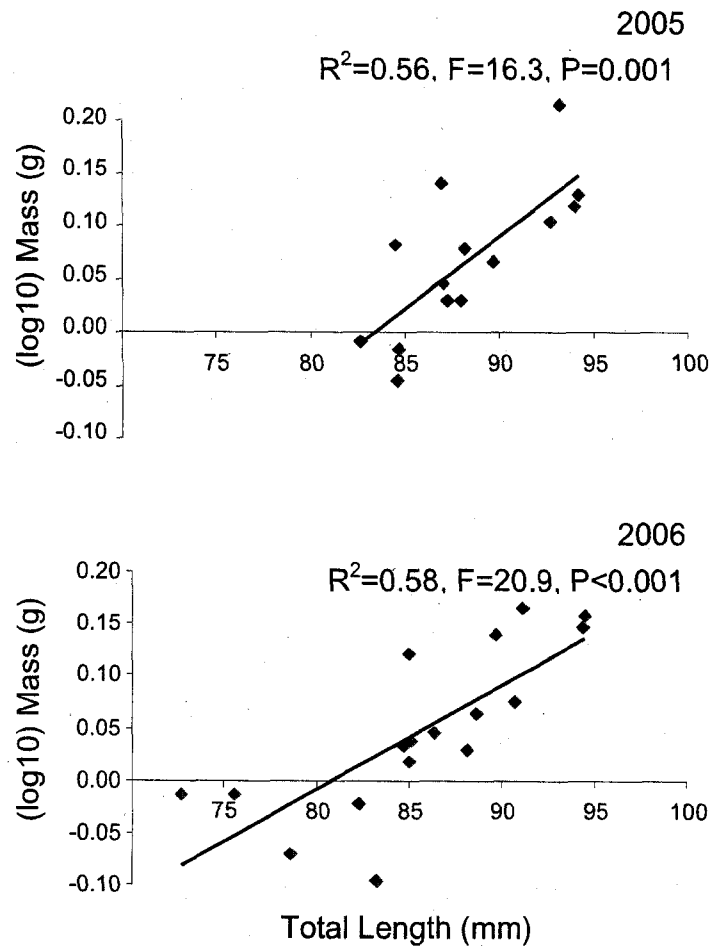 2005
R²=0.56, F=16.3, P=0.001
(log10) Mass (g)
0.20
0.15
0.10
0.05
0.00
-0.05
-0.10
75 80 85 90 95 100
2006
R²=0.58, F=20.9, P<0.001
(log10) Mass (g)
0.20
0.15
0.10
0.05
0.00
-0.05
-0.10
75 80 85 90 95 100
Total Length (mm)